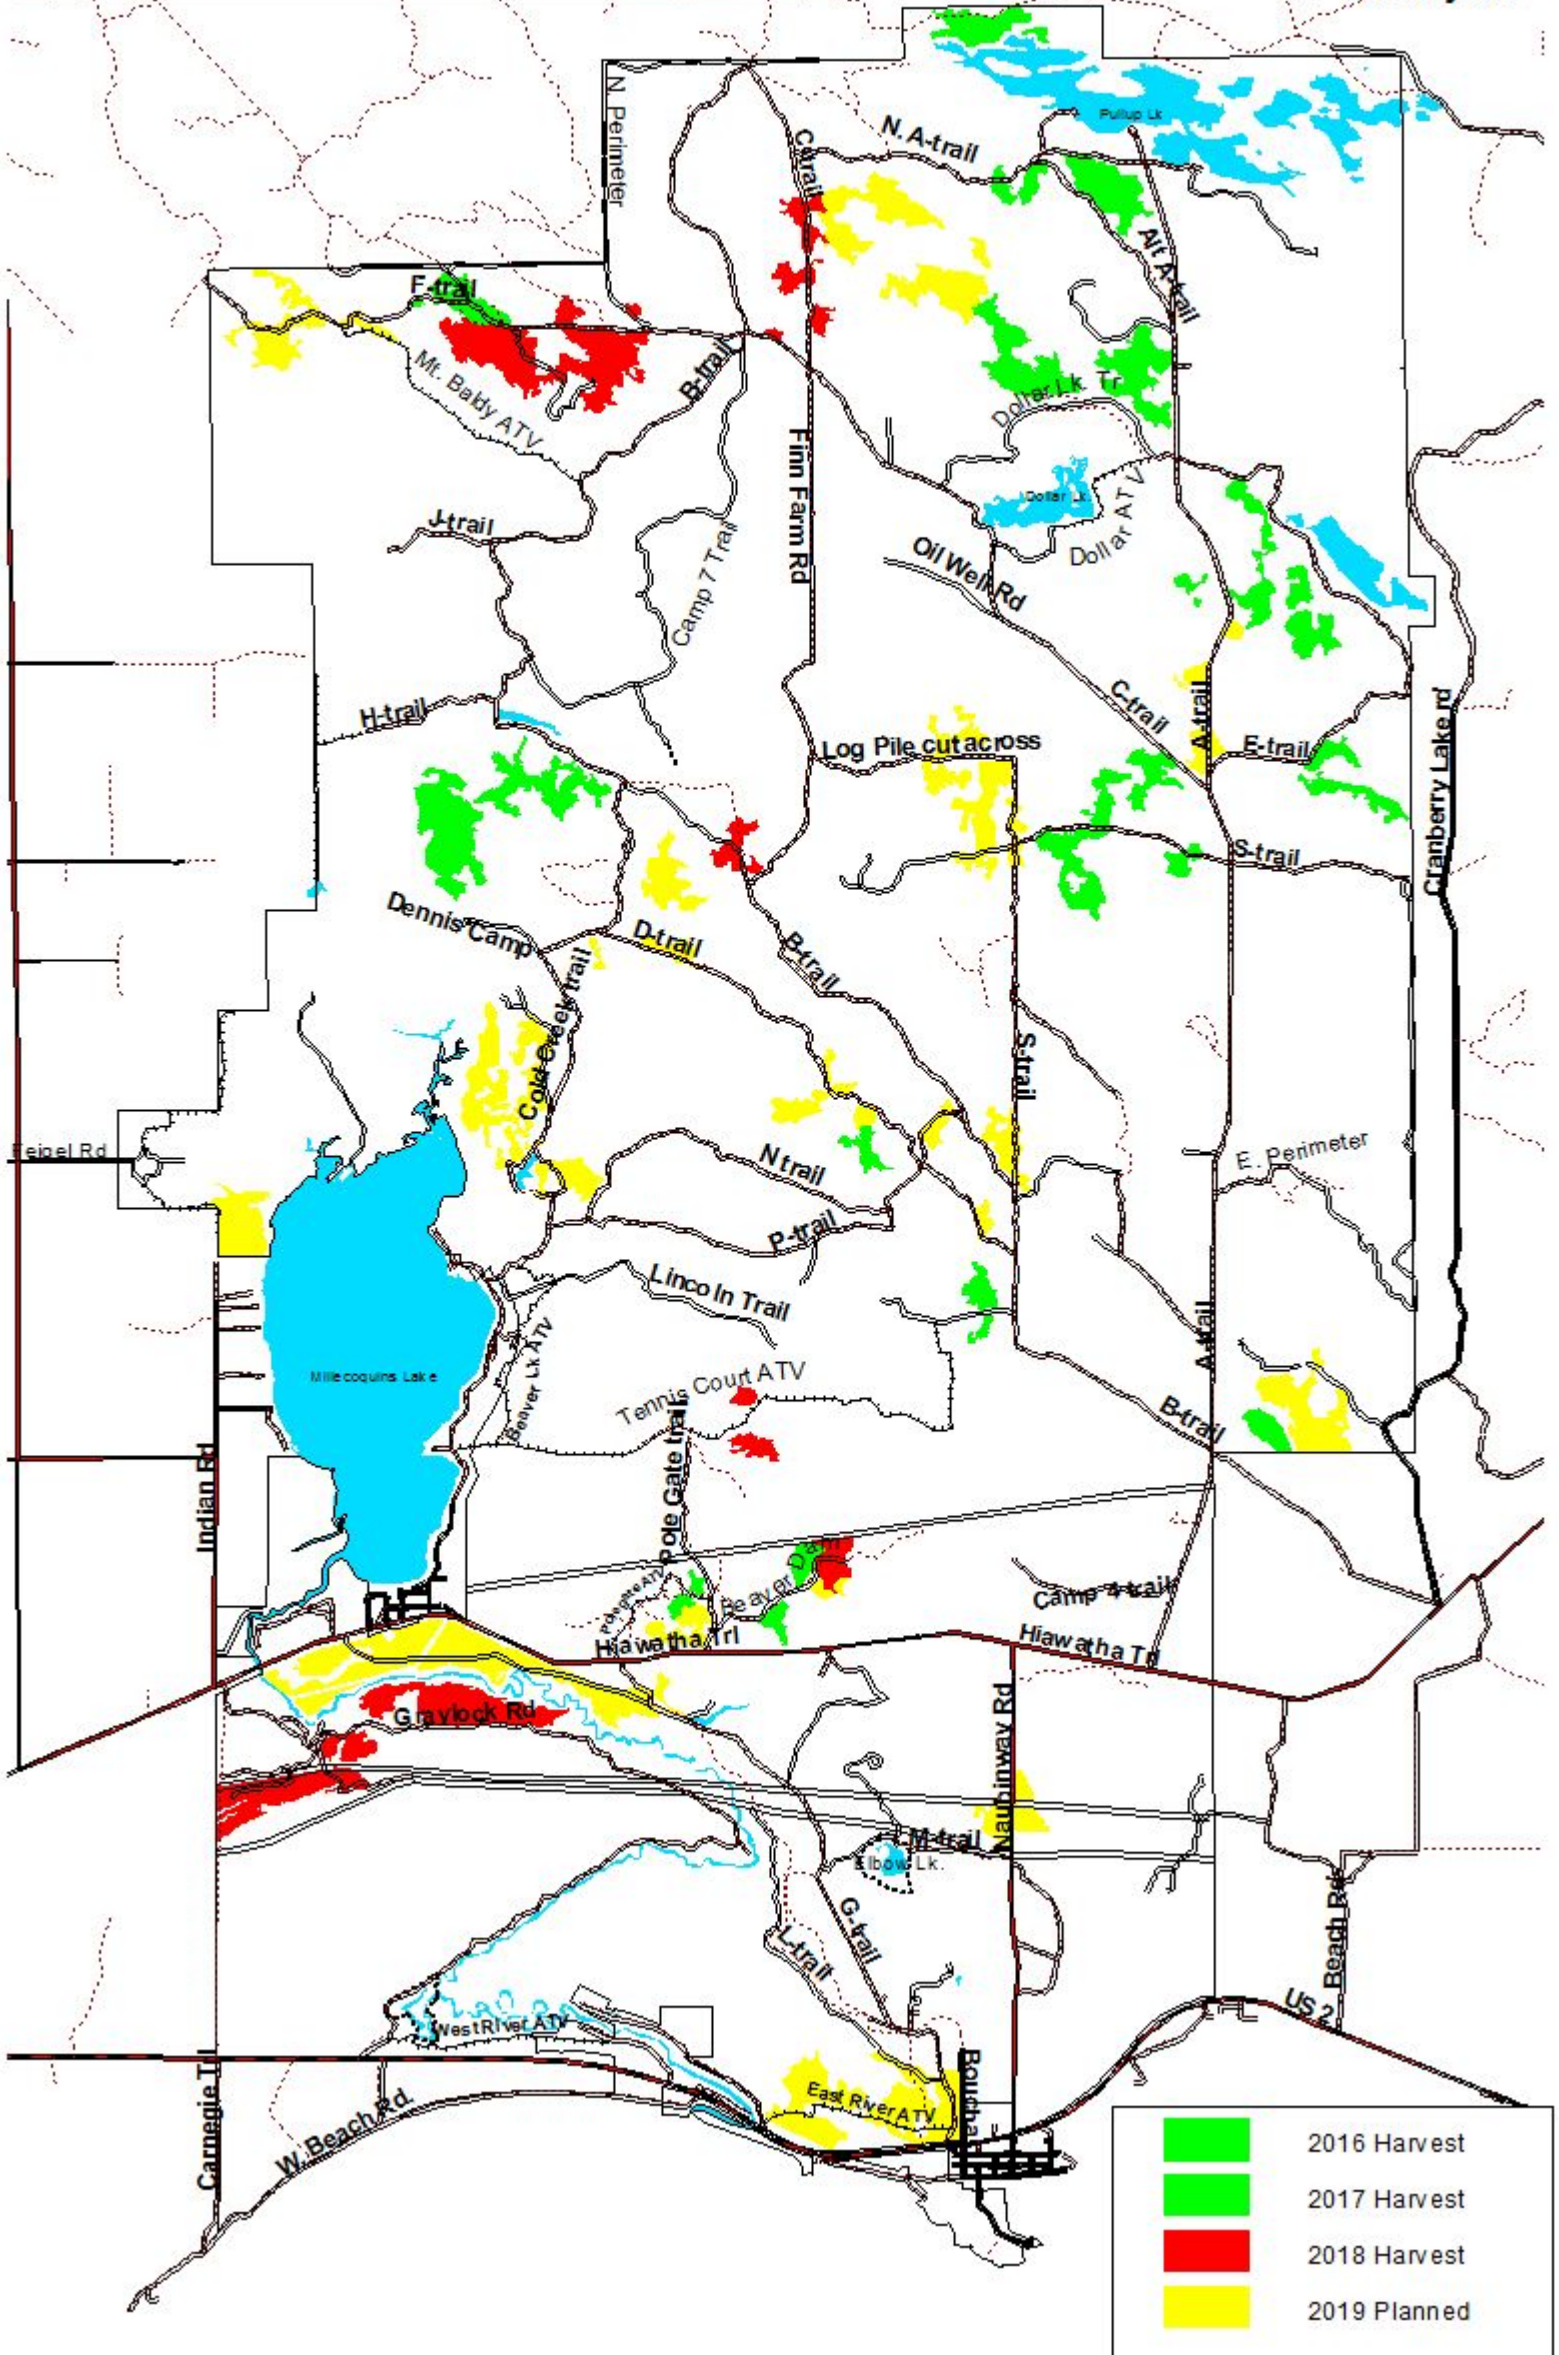 N. Perimeter
Pullup Lk
N. A-trail
C-trail
Alt A-trail
F-trail
Mt. Baldy ATV
B-trail
Dollar Lk. Tr
Finn Farm Rd
Dollar Lk.
Dollar ATV
J-trail
Camp 7 Trail
Oil Well Rd
H-trail
C-trail
A-trail
Log Pile cutacross
E-trail
Cranberry Lake rd
S-trail
Dennis Camp
D-trail
B-trail
Cold Creek trail
S-trail
Feigel Rd
N trail
E. Perimeter
P-trail
Lincoln Trail
A-trail
Beaver Lk ATV
Millecoquins Lake
Tennis Court ATV
B-trail
Pole Gate trail
Indian Rd
Beaver Dam
Polegate ATV
Camp 4-trail
Hiawatha Trl
Hiawatha Trl
Graylock Rd
Naubinway Rd
M-trail
Elbow Lk.
G-trail
L-trail
Beach Rd
US 2
West River ATV
Carnegie Trl
W. Beach Rd.
East River ATV
Boucha
2016 Harvest
2017 Harvest
2018 Harvest
2019 Planned